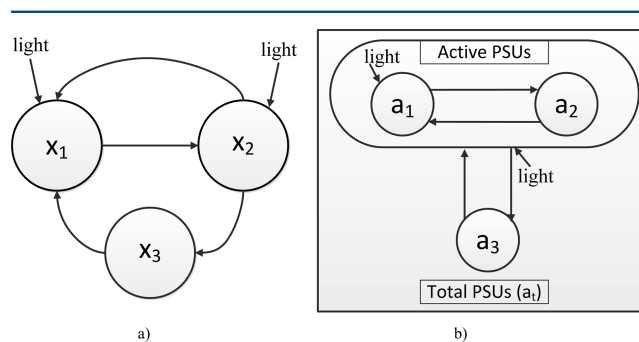 light
light
x1
x2
x3
a)
Active PSUs
light
a1
a2
light
a3
Total PSUs (at)
b)